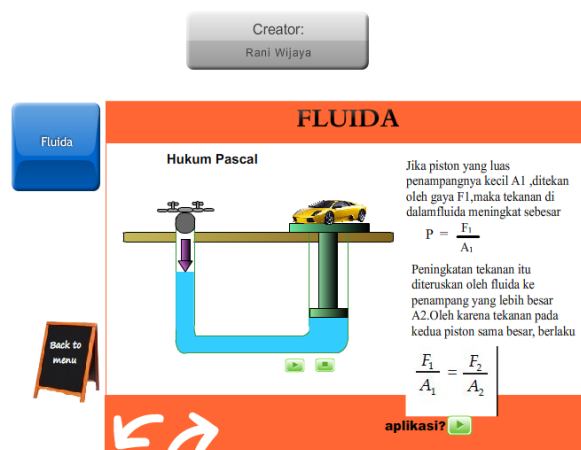 Creator:
Rani Wijaya
FLUIDA
Fluida
Hukum Pascal
Jika piston yang luas
penampangnya kecil A1 ,ditekan
oleh gaya F1,maka tekanan di
dalamfluida meningkat sebesar
P = F₁/A₁
Peningkatan tekanan itu
diteruskan oleh fluida ke
penampang yang lebih besar
A2.Oleh karena tekanan pada
kedua piston sama besar, berlaku
F₁/A₁ = F₂/A₂
Back to
menu
aplikasi?